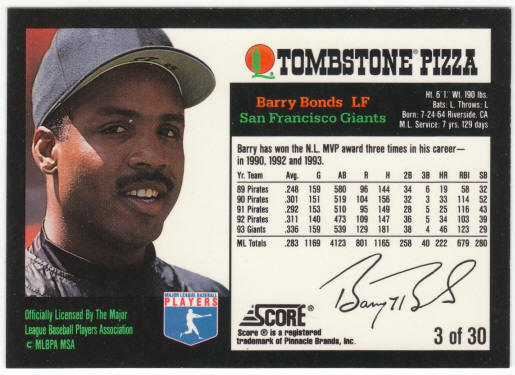 TOMBSTONE® PIZZA
Barry Bonds LF
San Francisco Giants
Ht. 6'1" Wt. 190 lbs.
Bats: L Throws: L
Born: 7-24-64 Riverside, CA
M.L. Service: 7 yrs. 129 days
Barry has won the N.L. MVP award three times in his career—
in 1990, 1992 and 1993.
Yr. Team Avg. G AB R H 2B 3B HR RBI SB
89 Pirates .248 159 580 96 144 34 6 19 58 32
90 Pirates .301 151 519 104 156 32 3 33 114 52
91 Pirates .292 153 510 95 149 28 5 25 116 43
92 Pirates .311 140 473 109 147 36 5 34 103 39
93 Giants .336 159 539 129 181 38 4 46 123 29
ML Totals .283 1169 4123 801 1165 258 40 222 679 280
Officially Licensed By The Major
League Baseball Players Association
© MLBPA MSA
MAJOR LEAGUE BASEBALL
PLAYERS
SCORE®
Score ® is a registered
trademark of Pinnacle Brands, Inc.
Barry Bonds
3 of 30